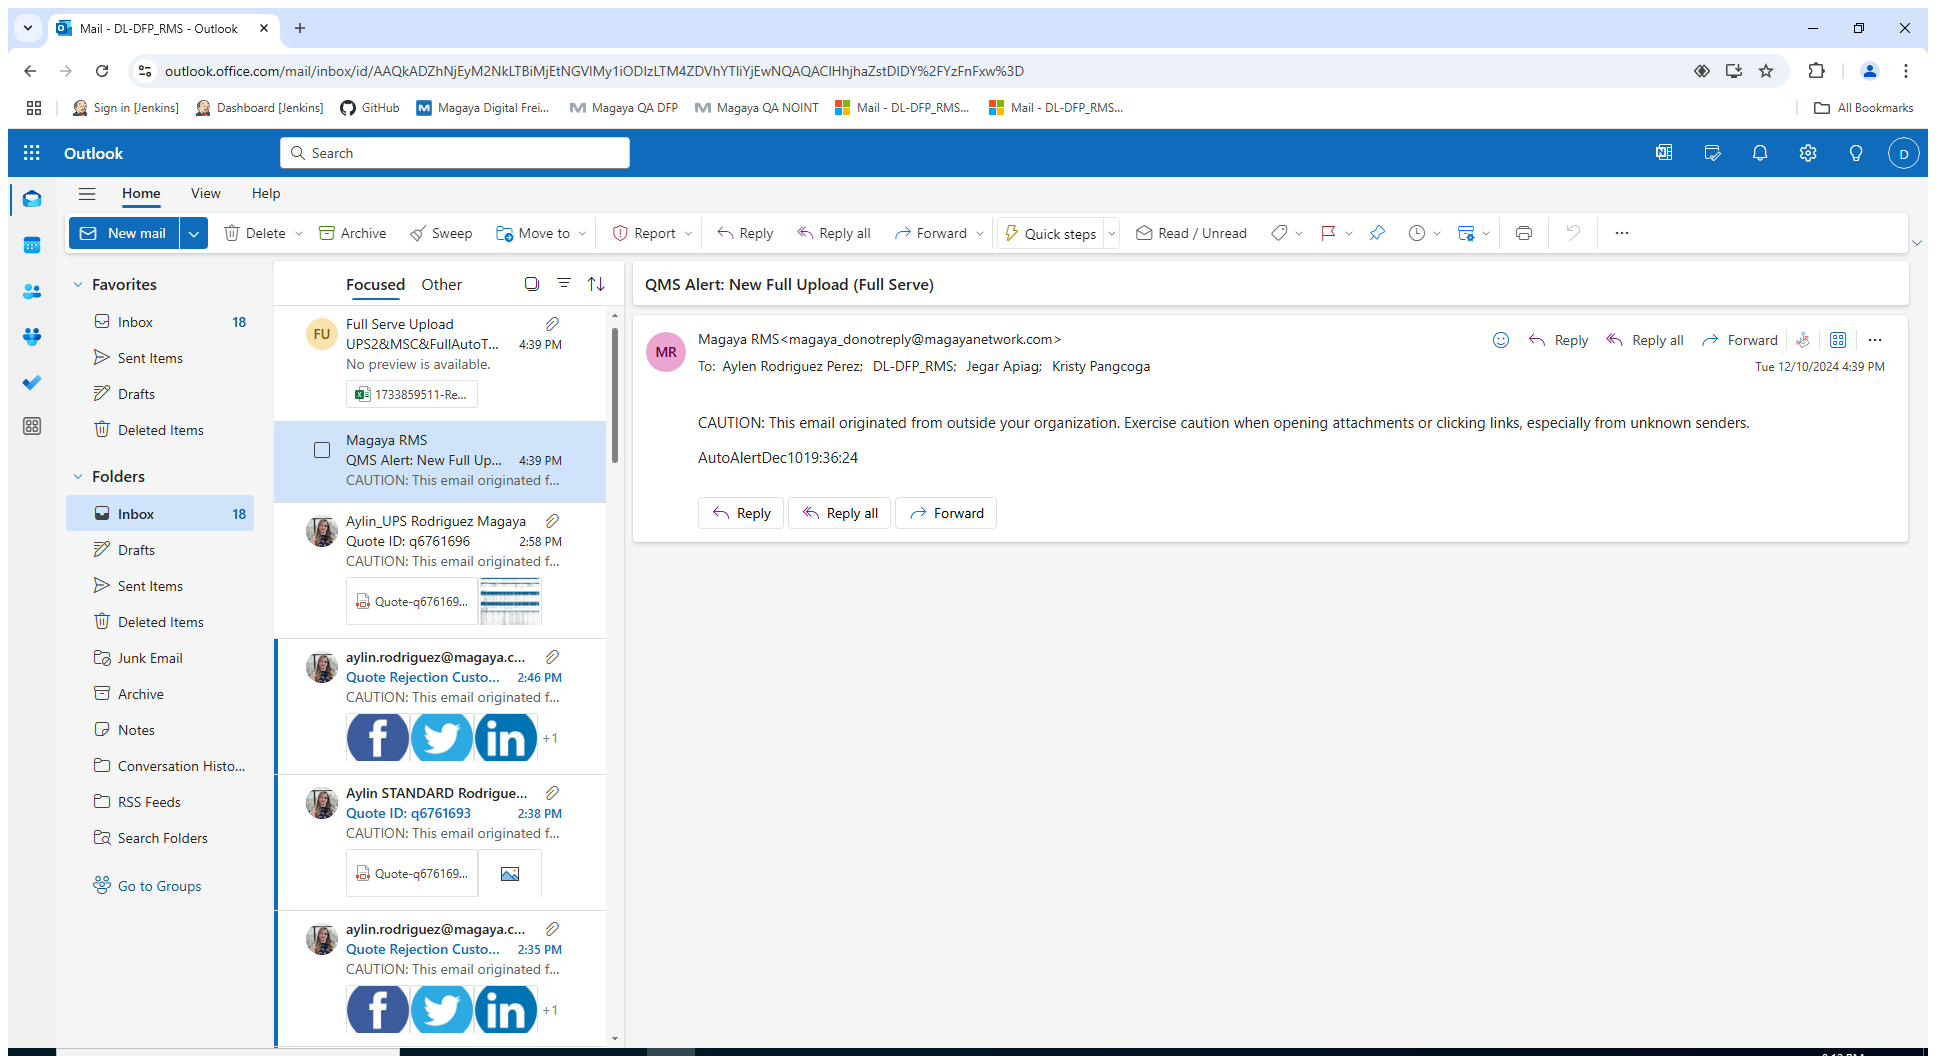 Mail - DL-DFP_RMS - Outlook
outlook.office.com/mail/inbox/id/AAQkADZhNjEyM2NkLTBiMjEtNGVlMy1iODIzLTM4ZDVhYTliYjEwNQAQAClHhjhaZstDlDY%2FYzFnFxw%3D
Sign in [Jenkins]
Dashboard [Jenkins]
GitHub
Magaya Digital Frei...
Magaya QA DFP
Magaya QA NOINT
Mail - DL-DFP_RMS...
Mail - DL-DFP_RMS...
All Bookmarks
Outlook
Search
D
Home View Help
New mail
Delete
Archive
Sweep
Move to
Report
Reply
Reply all
Forward
Quick steps
Read / Unread
Favorites
Inbox 18
Sent Items
Drafts
Deleted Items
Folders
Inbox 18
Drafts
Sent Items
Deleted Items
Junk Email
Archive
Notes
Conversation Histo...
RSS Feeds
Search Folders
Go to Groups
Focused Other
FU
Full Serve Upload
UPS2&MSC&FullAutoT... 4:39 PM
No preview is available.
1733859511-Re...
Magaya RMS
QMS Alert: New Full Up... 4:39 PM
CAUTION: This email originated f...
Aylin_UPS Rodriguez Magaya
Quote ID: q6761696 2:58 PM
CAUTION: This email originated f...
Quote-q676169...
aylin.rodriguez@magaya.c...
Quote Rejection Custo... 2:46 PM
CAUTION: This email originated f...
f in +1
Aylin STANDARD Rodrigue...
Quote ID: q6761693 2:38 PM
CAUTION: This email originated f...
Quote-q676169...
aylin.rodriguez@magaya.c...
Quote Rejection Custo... 2:35 PM
CAUTION: This email originated f...
f in +1
QMS Alert: New Full Upload (Full Serve)
MR
Magaya RMS<magaya_donotreply@magayanetwork.com>
Reply
Reply all
Forward
To: Aylen Rodriguez Perez; DL-DFP_RMS; Jegar Apiag; Kristy Pangcoga
Tue 12/10/2024 4:39 PM
CAUTION: This email originated from outside your organization. Exercise caution when opening attachments or clicking links, especially from unknown senders.
AutoAlertDec1019:36:24
Reply
Reply all
Forward